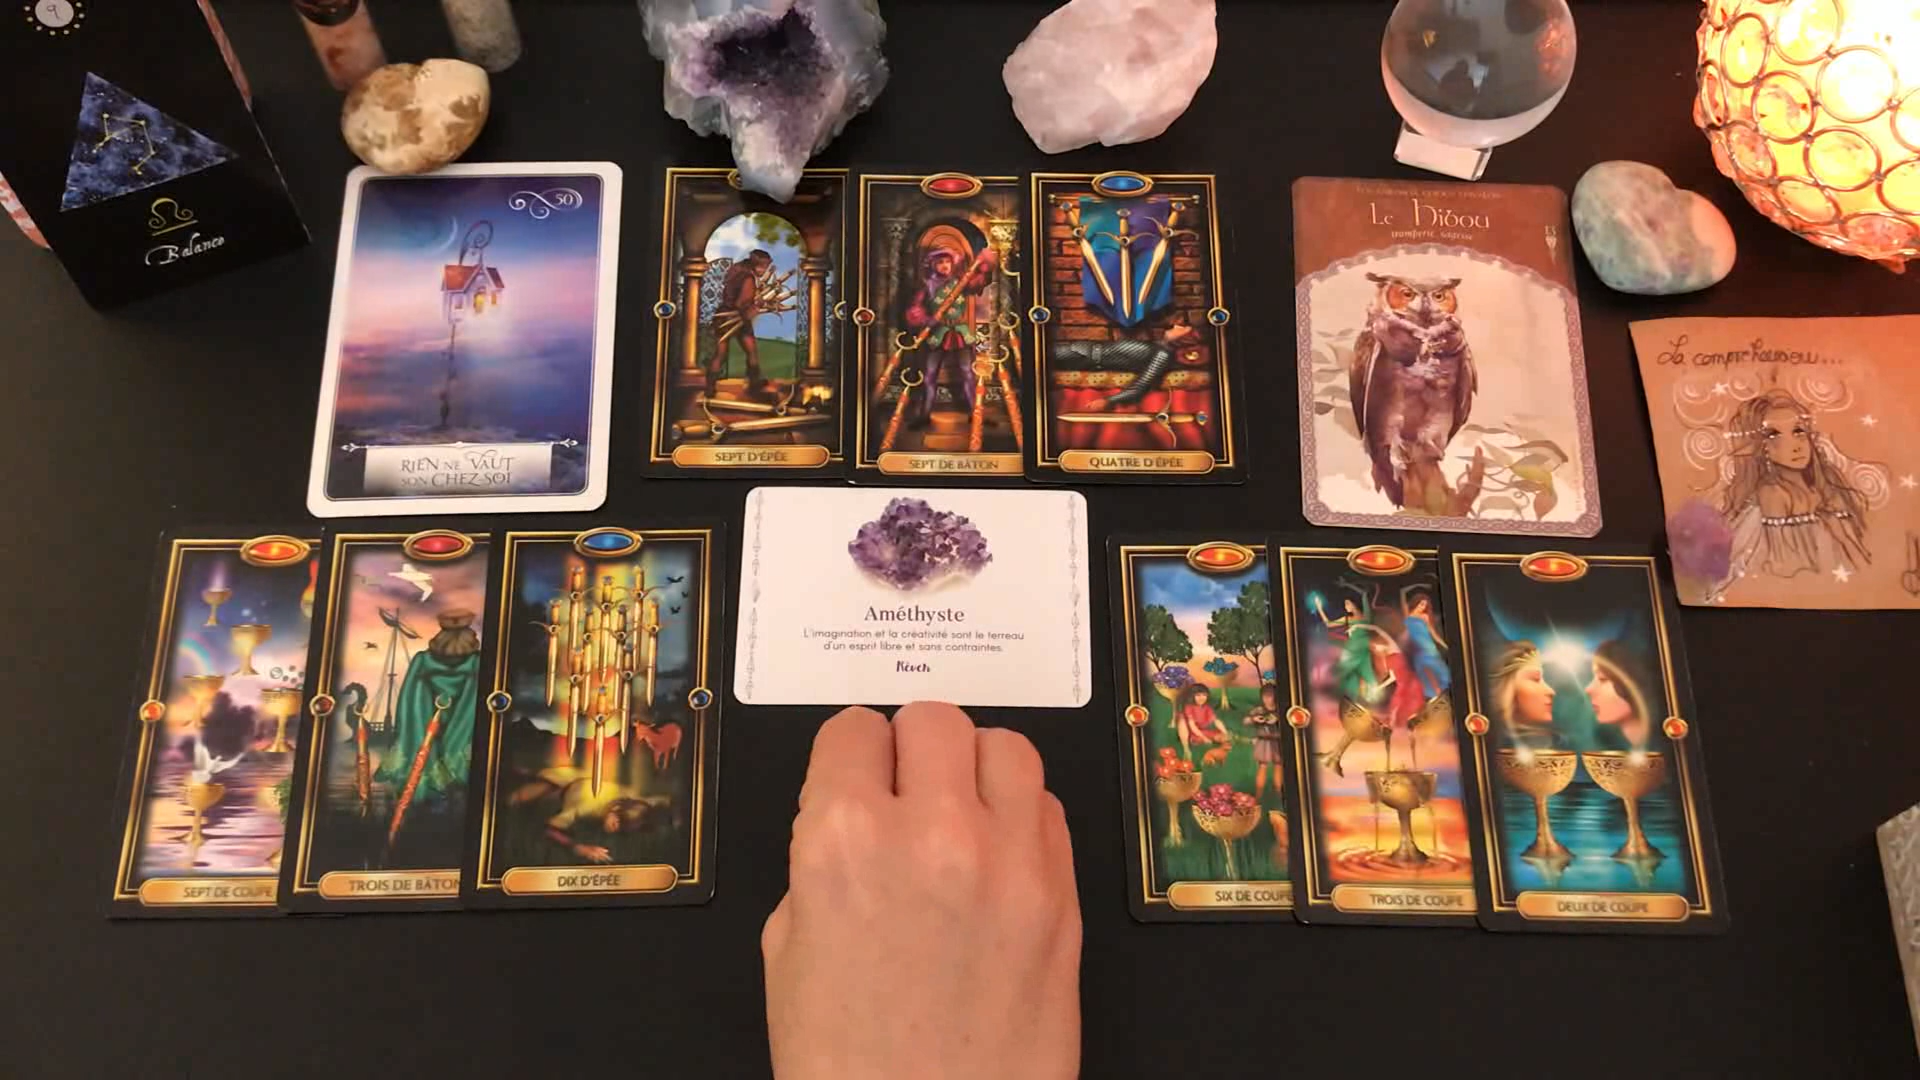 9
Balance
50
RIEN NE VAUT
SON CHEZ-SOI
SEPT D'ÉPÉE
SEPT DE BÂTON
QUATRE D'ÉPÉE
Le Hibou
13
La compréhension...
Améthyste
L'imagination et la créativité sont le terreau
d'un esprit libre et sans contraintes.
Rêver
SEPT DE COUPE
TROIS DE BÂTON
DIX D'ÉPÉE
SIX DE COUPE
TROIS DE COUPE
DEUX DE COUPE